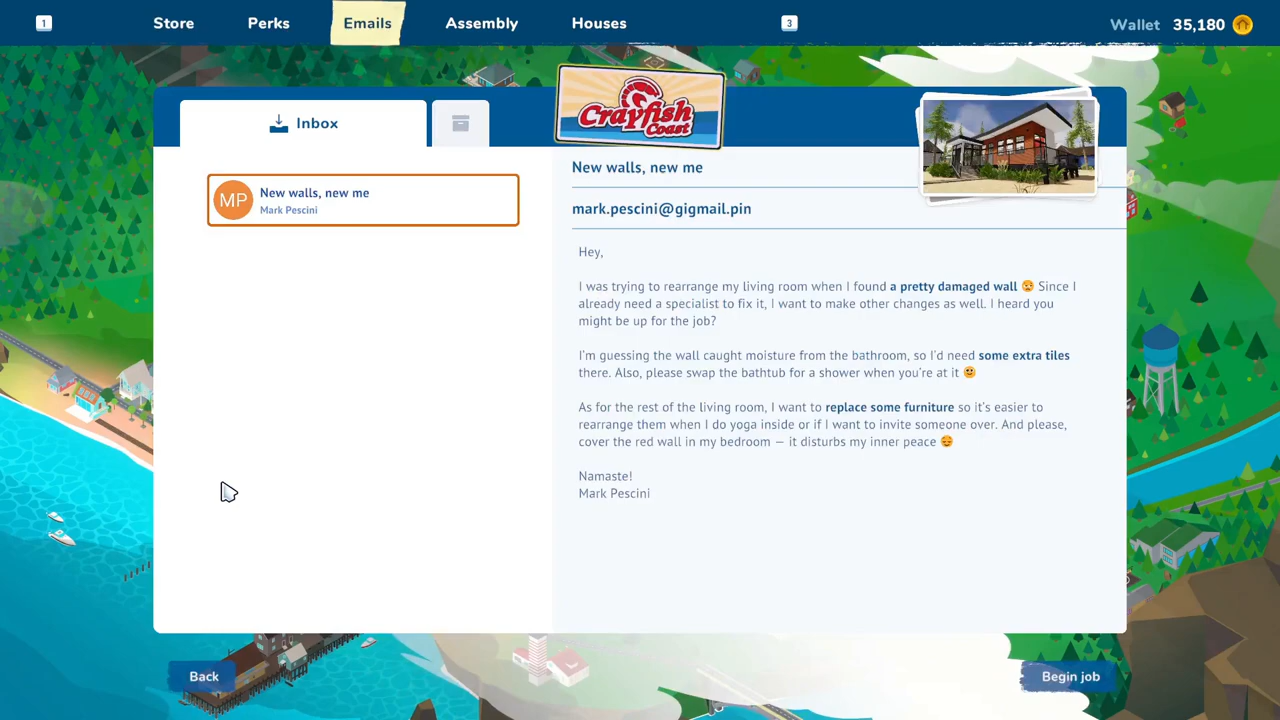 1
Store
Perks
Emails
Assembly
Houses
3
Wallet 35,180
Inbox
Crayfish
Coast
MP
New walls, new me
Mark Pescini
New walls, new me
mark.pescini@gigmail.pin
Hey,
I was trying to rearrange my living room when I found a pretty damaged wall 😥 Since I
already need a specialist to fix it, I want to make other changes as well. I heard you
might be up for the job?
I'm guessing the wall caught moisture from the bathroom, so I'd need some extra tiles
there. Also, please swap the bathtub for a shower when you're at it 🙂
As for the rest of the living room, I want to replace some furniture so it's easier to
rearrange them when I do yoga inside or if I want to invite someone over. And please,
cover the red wall in my bedroom — it disturbs my inner peace 😌
Namaste!
Mark Pescini
Back
Begin job